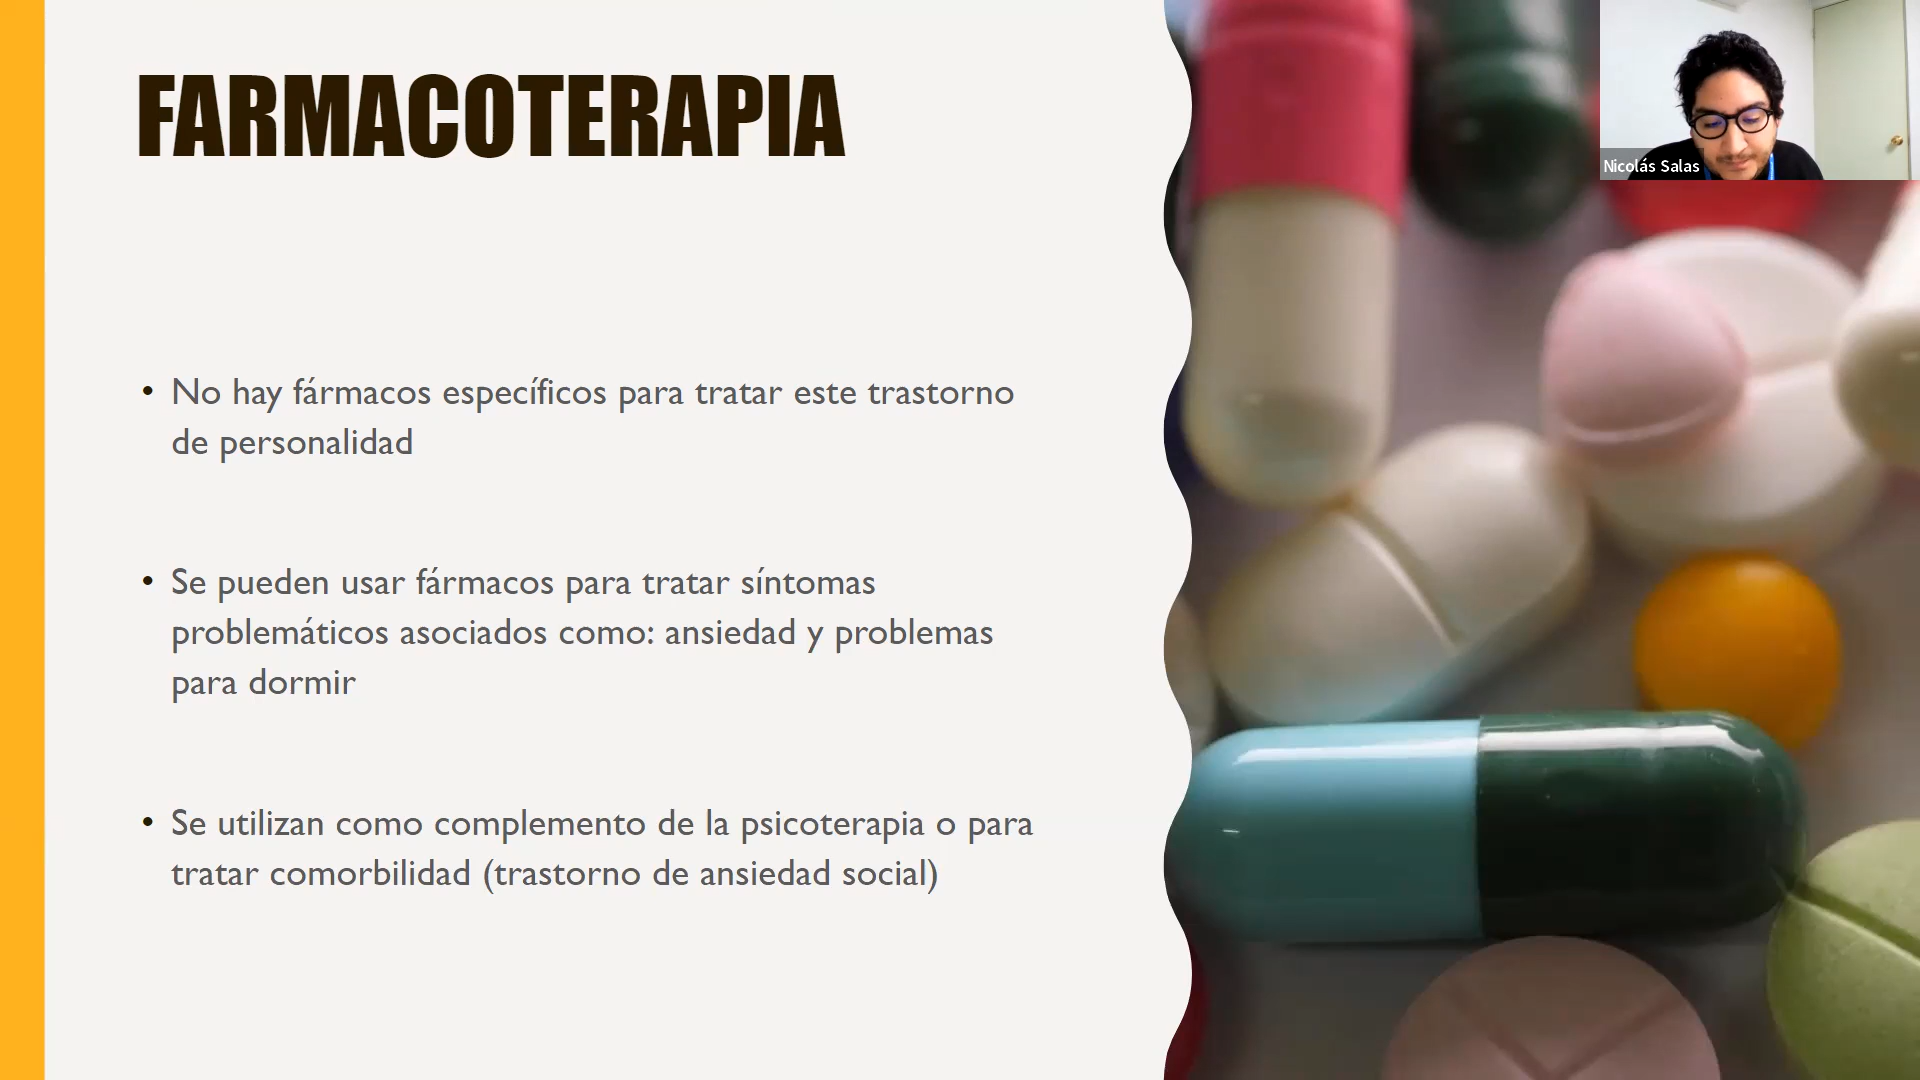 FARMACOTERAPIA
Nicolás Salas
• No hay fármacos específicos para tratar este trastorno
de personalidad
• Se pueden usar fármacos para tratar síntomas
problemáticos asociados como: ansiedad y problemas
para dormir
• Se utilizan como complemento de la psicoterapia o para
tratar comorbilidad (trastorno de ansiedad social)